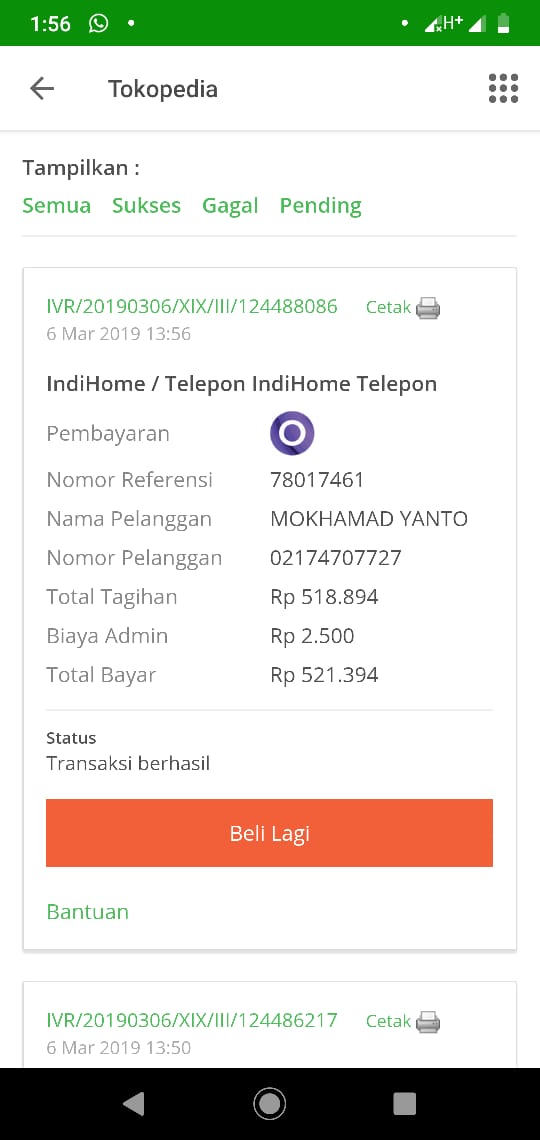 1:56
H+
Tokopedia
Tampilkan :
Semua Sukses Gagal Pending
IVR/20190306/XIX/III/124488086 Cetak
6 Mar 2019 13:56
IndiHome / Telepon IndiHome Telepon
Pembayaran
Nomor Referensi 78017461
Nama Pelanggan MOKHAMAD YANTO
Nomor Pelanggan 02174707727
Total Tagihan Rp 518.894
Biaya Admin Rp 2.500
Total Bayar Rp 521.394
Status
Transaksi berhasil
Beli Lagi
Bantuan
IVR/20190306/XIX/III/124486217 Cetak
6 Mar 2019 13:50